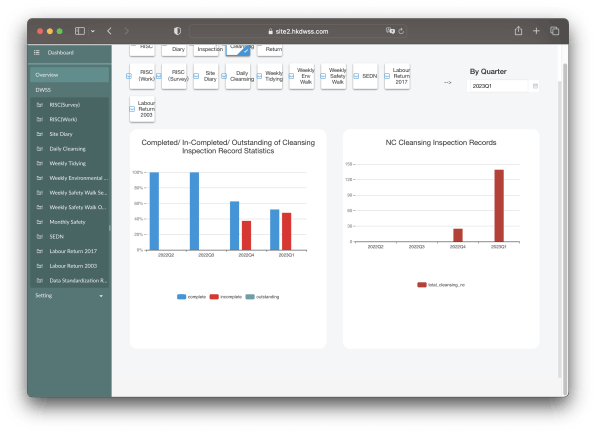 site2.hkdwss.com
Dashboard
Overview
DWSS
RISC(Survey)
RISC(Work)
Site Diary
Daily Cleansing
Weekly Tidying
Weekly Environmental ...
Weekly Safety Walk Se...
Weekly Safety Walk O...
Monthly Safety
SEDN
Labour Return 2017
Labour Return 2003
Data Standardization R...
Setting
RISC
Diary
Inspection
Cleansing
Return
RISC
(Work)
RISC
(Survey)
Site
Diary
Daily
Cleansing
Weekly
Tidying
Weekly
Env
Walk
Weekly
Safety
Walk
SEDN
Labour
Return
2017
Labour
Return
2003
-->
By Quarter
2023Q1
Completed/ In-Completed/ Outstanding of Cleansing
Inspection Record Statistics
100%
80%
60%
40%
20%
0%
2022Q2
2022Q3
2022Q4
2023Q1
complete
incomplete
outstanding
NC Cleansing Inspection Records
150
120
90
60
30
0
2022Q2
2022Q3
2022Q4
2023Q1
total_cleansing_nc